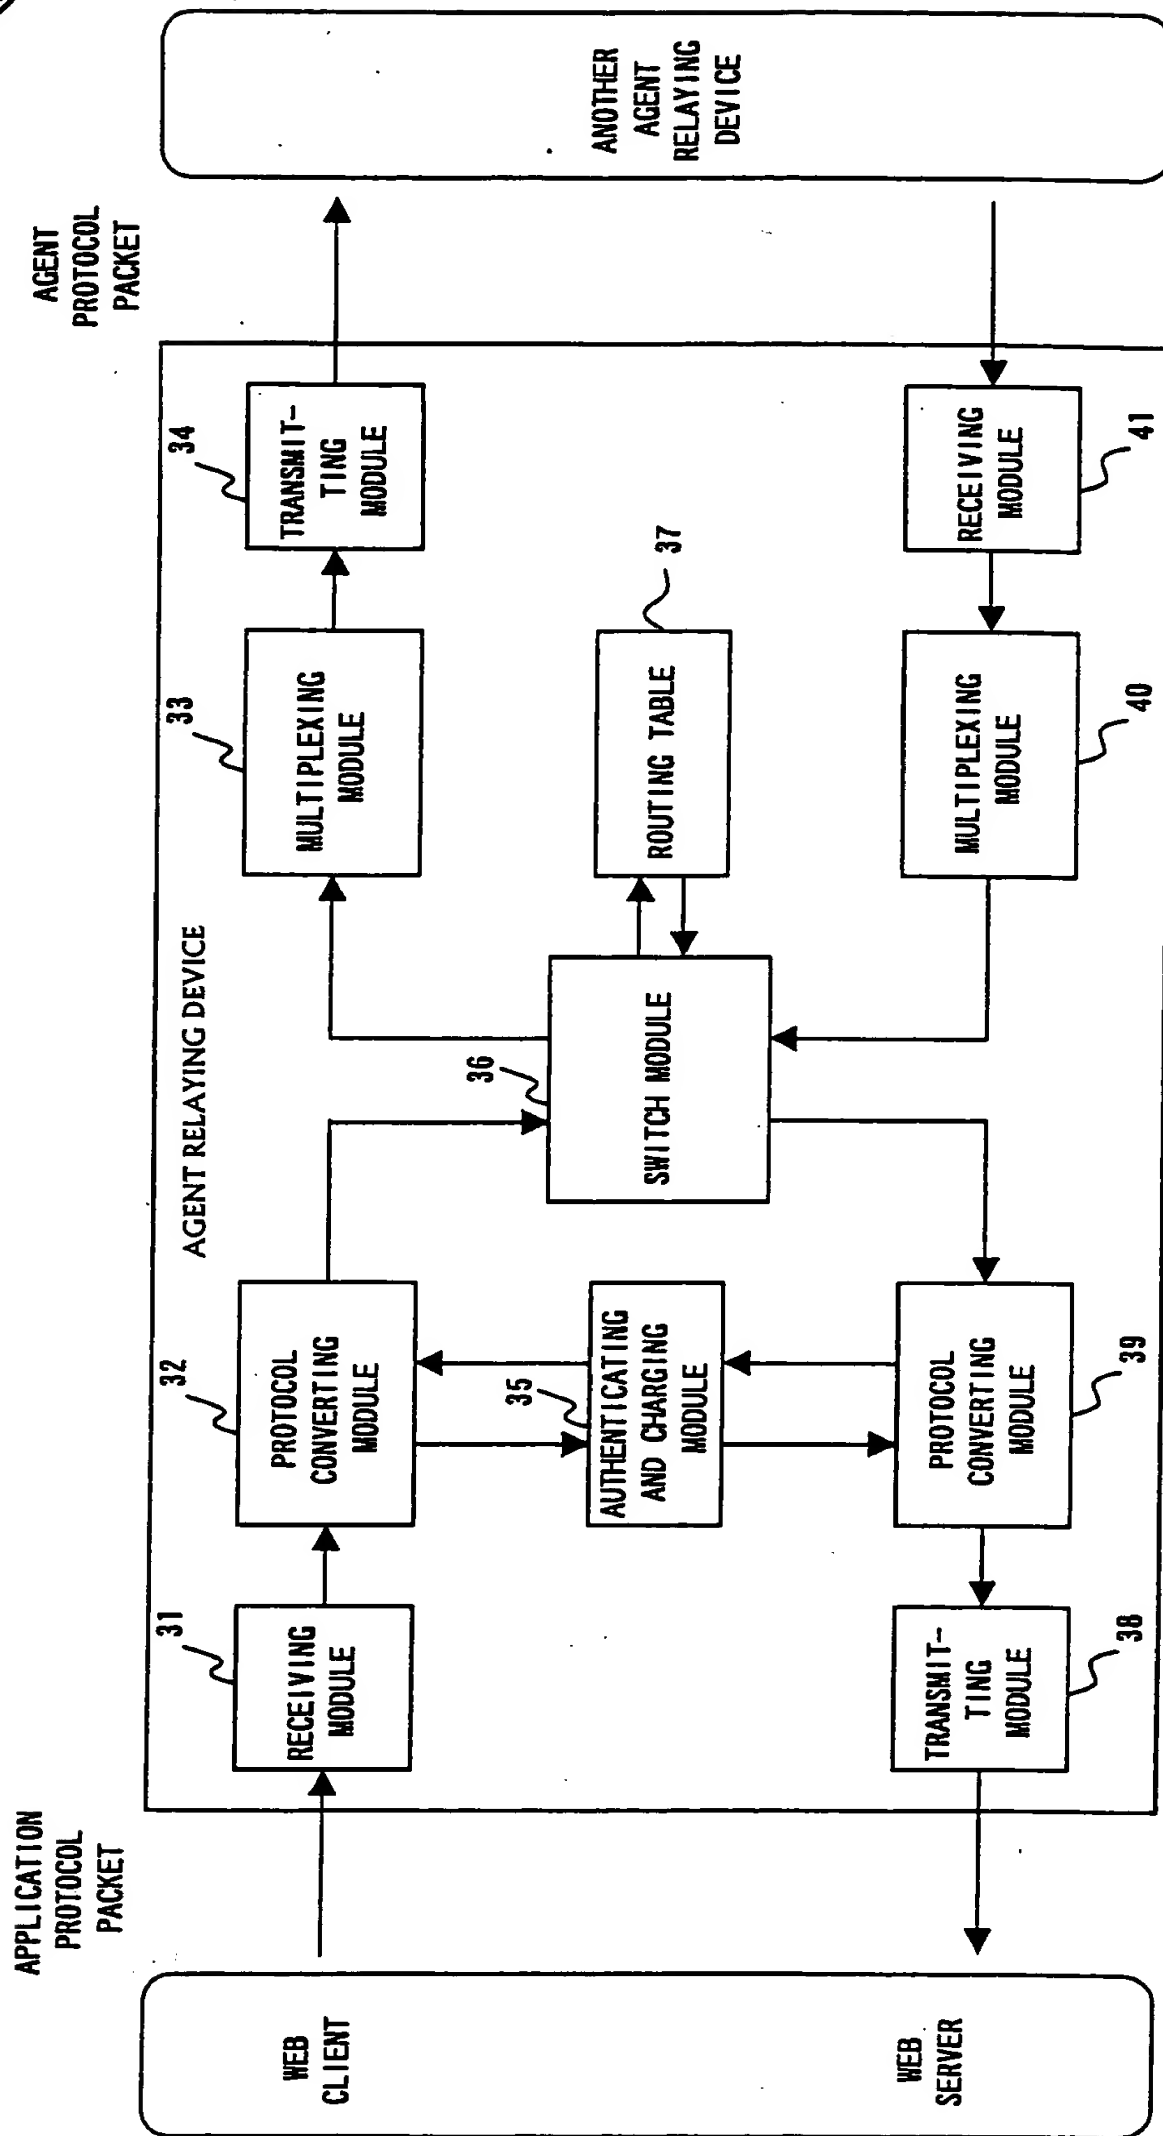 APPLICATION
PROTOCOL
PACKET
AGENT
PROTOCOL
PACKET
WEB
CLIENT
WEB
SERVER
AGENT RELAYING DEVICE
31
RECEIVING
MODULE
32
PROTOCOL
CONVERTING
MODULE
33
MULTIPLEXING
MODULE
34
TRANSMIT-
TING
MODULE
35
AUTHENTICATING
AND CHARGING
MODULE
36
SWITCH MODULE
37
ROUTING TABLE
TRANSMIT-
TING
MODULE
38
PROTOCOL
CONVERTING
MODULE
39
MULTIPLEXING
MODULE
40
RECEIVING
MODULE
41
ANOTHER
AGENT
RELAYING
DEVICE